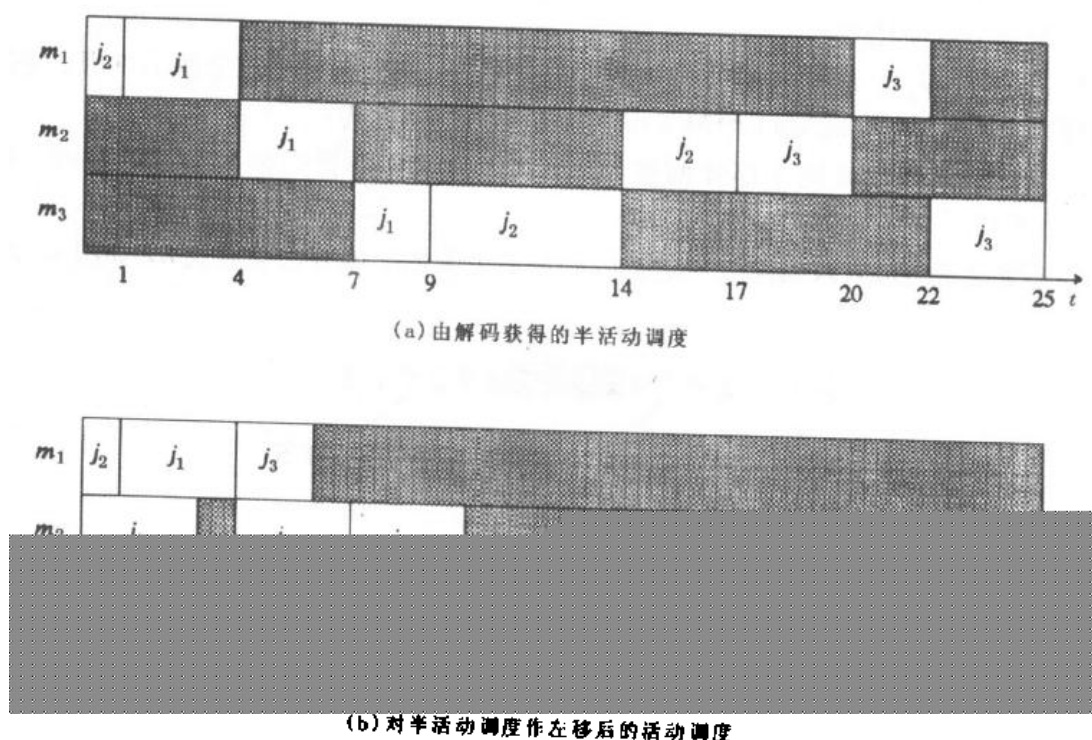 m₁ j₂ j₁ j₃
m₂ j₁ j₂ j₃
m₃ j₁ j₂ j₃
1 4 7 9 14 17 20 22 25 t
(a)由解码获得的半活动调度
m₁ j₂ j₁ j₃
(b)对半活动调度作左移后的活动调度